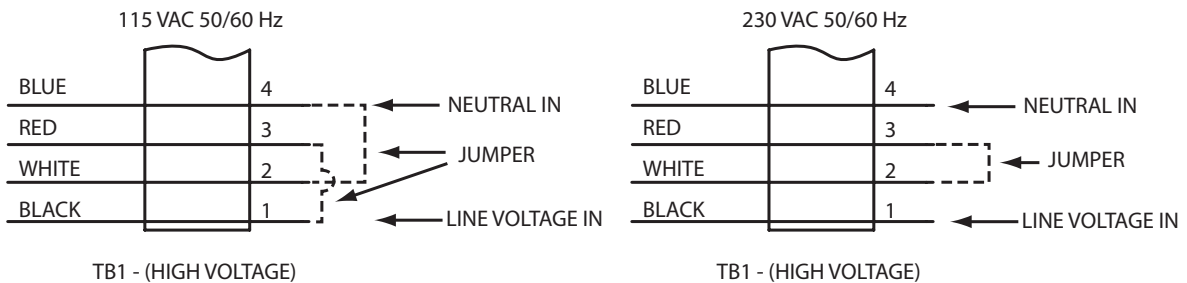 115 VAC 50/60 Hz
BLUE
4
NEUTRAL IN
RED
3
JUMPER
WHITE
2
BLACK
1
LINE VOLTAGE IN
TB1 - (HIGH VOLTAGE)
230 VAC 50/60 Hz
BLUE
4
NEUTRAL IN
RED
3
JUMPER
WHITE
2
BLACK
1
LINE VOLTAGE IN
TB1 - (HIGH VOLTAGE)